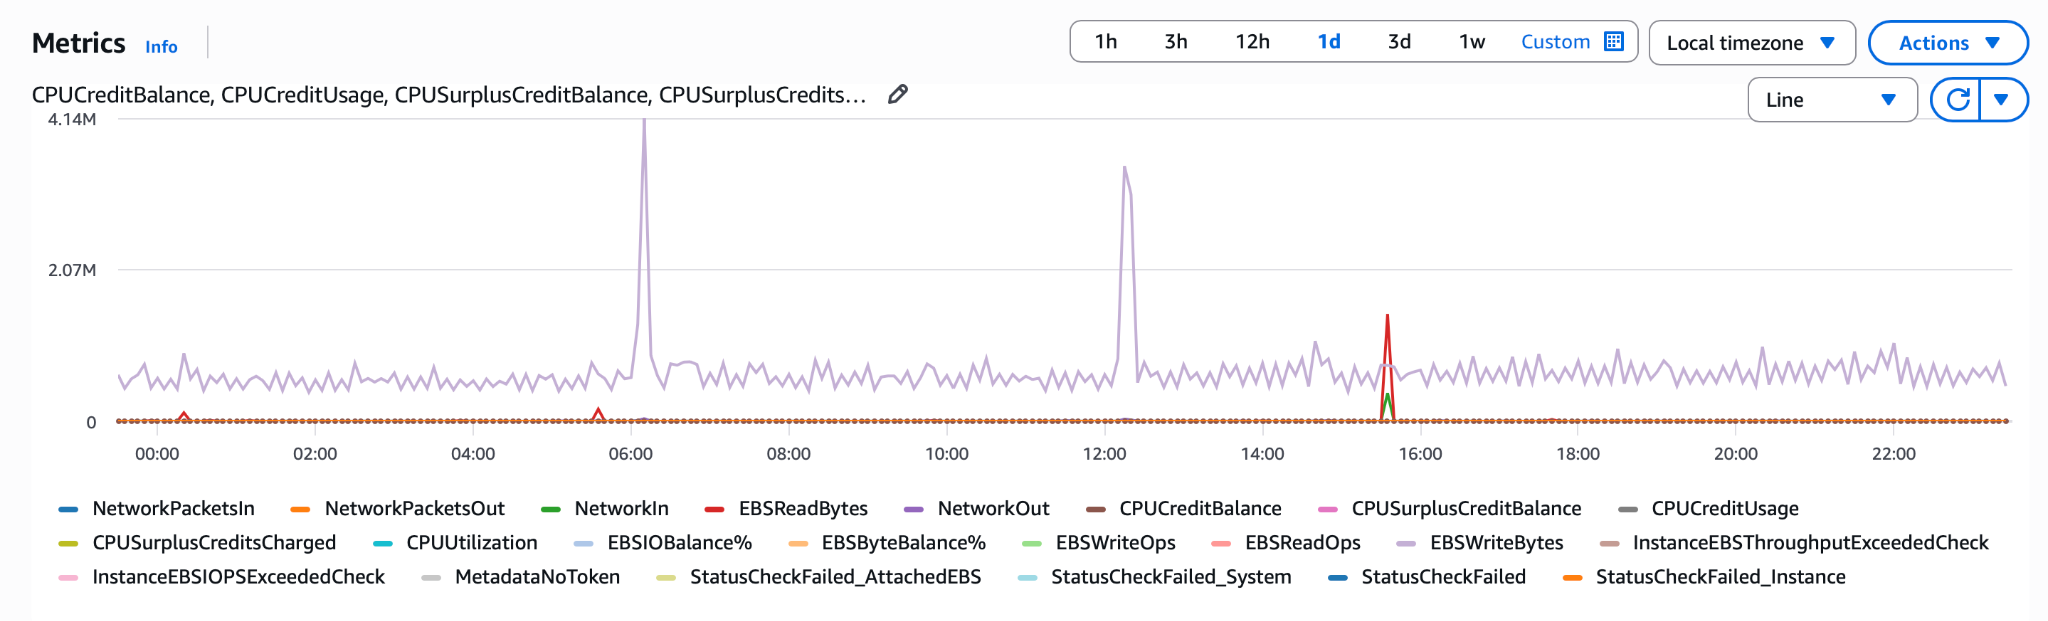 Metrics Info 1h 3h 12h 1d 3d 1w Custom Local timezone Actions
CPUCreditBalance, CPUCreditUsage, CPUSurplusCreditBalance, CPUSurplusCredits... Line
4.14M
2.07M
0
00:00 02:00 04:00 06:00 08:00 10:00 12:00 14:00 16:00 18:00 20:00 22:00
NetworkPacketsIn NetworkPacketsOut NetworkIn EBSReadBytes NetworkOut CPUCreditBalance CPUSurplusCreditBalance CPUCreditUsage
CPUSurplusCreditsCharged CPUUtilization EBSIOBalance% EBSByteBalance% EBSWriteOps EBSReadOps EBSWriteBytes InstanceEBSThroughputExceededCheck
InstanceEBSIOPSExceededCheck MetadataNoToken StatusCheckFailed_AttachedEBS StatusCheckFailed_System StatusCheckFailed StatusCheckFailed_Instance